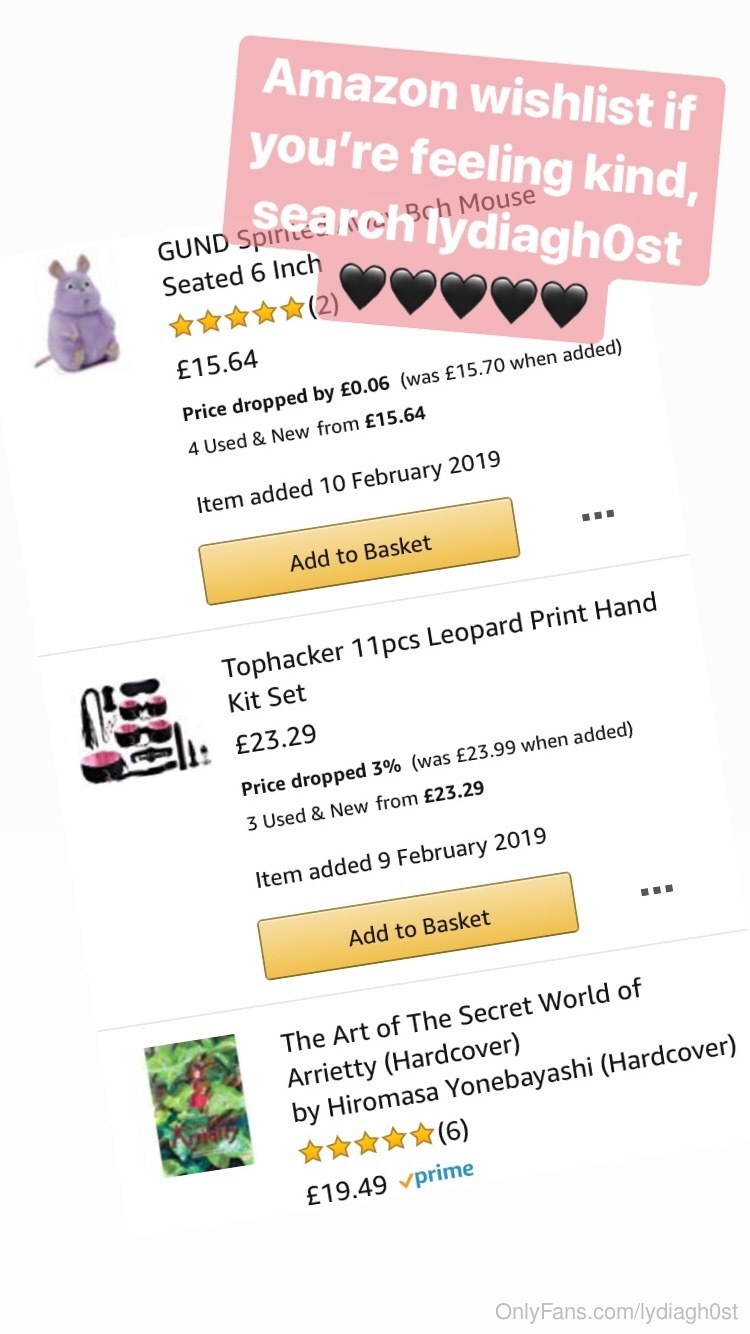 Amazon wishlist if
you're feeling kind,
search lydiagh0st
🖤🖤🖤🖤🖤
GUND Spirited Away Boh Mouse
Seated 6 Inch
(2)
£15.64
Price dropped by £0.06 (was £15.70 when added)
4 Used & New from £15.64
Item added 10 February 2019
Add to Basket
Tophacker 11pcs Leopard Print Hand
Kit Set
£23.29
Price dropped 3% (was £23.99 when added)
3 Used & New from £23.29
Item added 9 February 2019
Add to Basket
The Art of The Secret World of
Arrietty (Hardcover)
by Hiromasa Yonebayashi (Hardcover)
Arrietty
(6)
£19.49 prime
OnlyFans.com/lydiagh0st